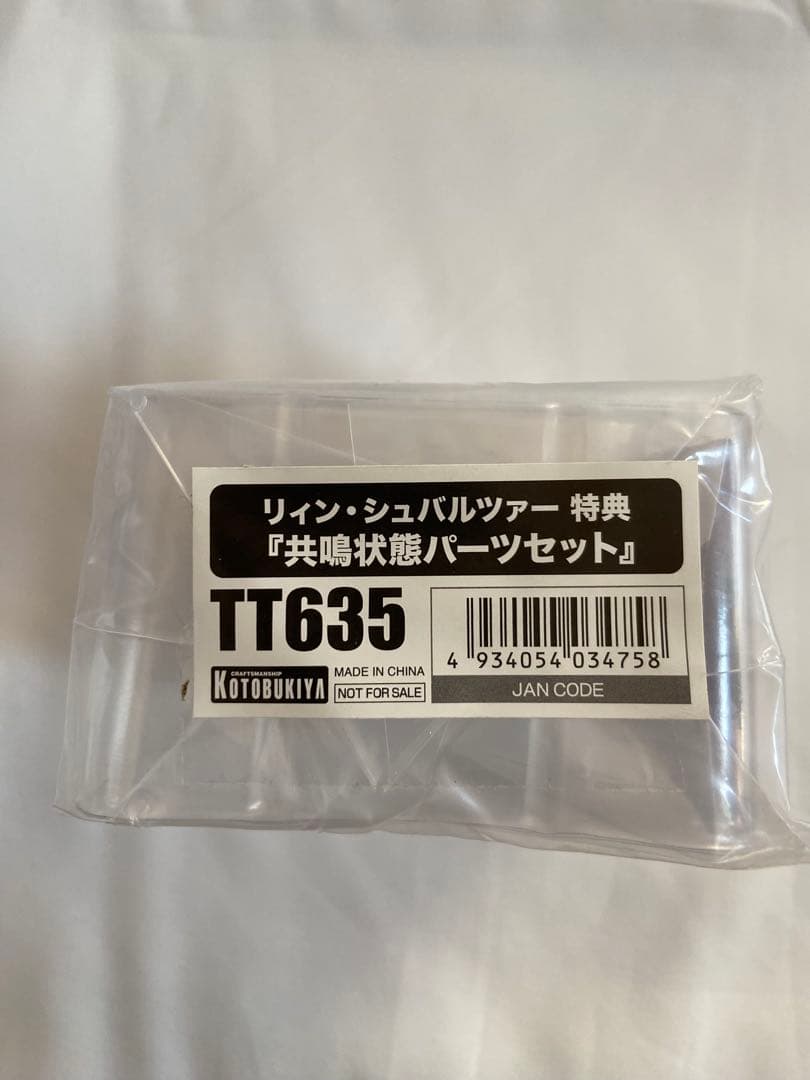 リィン・シュバルツァー 特典
『共鳴状態パーツセット』
TT635
CRAFTSMANSHIP
KOTOBUKIYA
MADE IN CHINA
NOT FOR SALE
4 934054 034758
JAN CODE